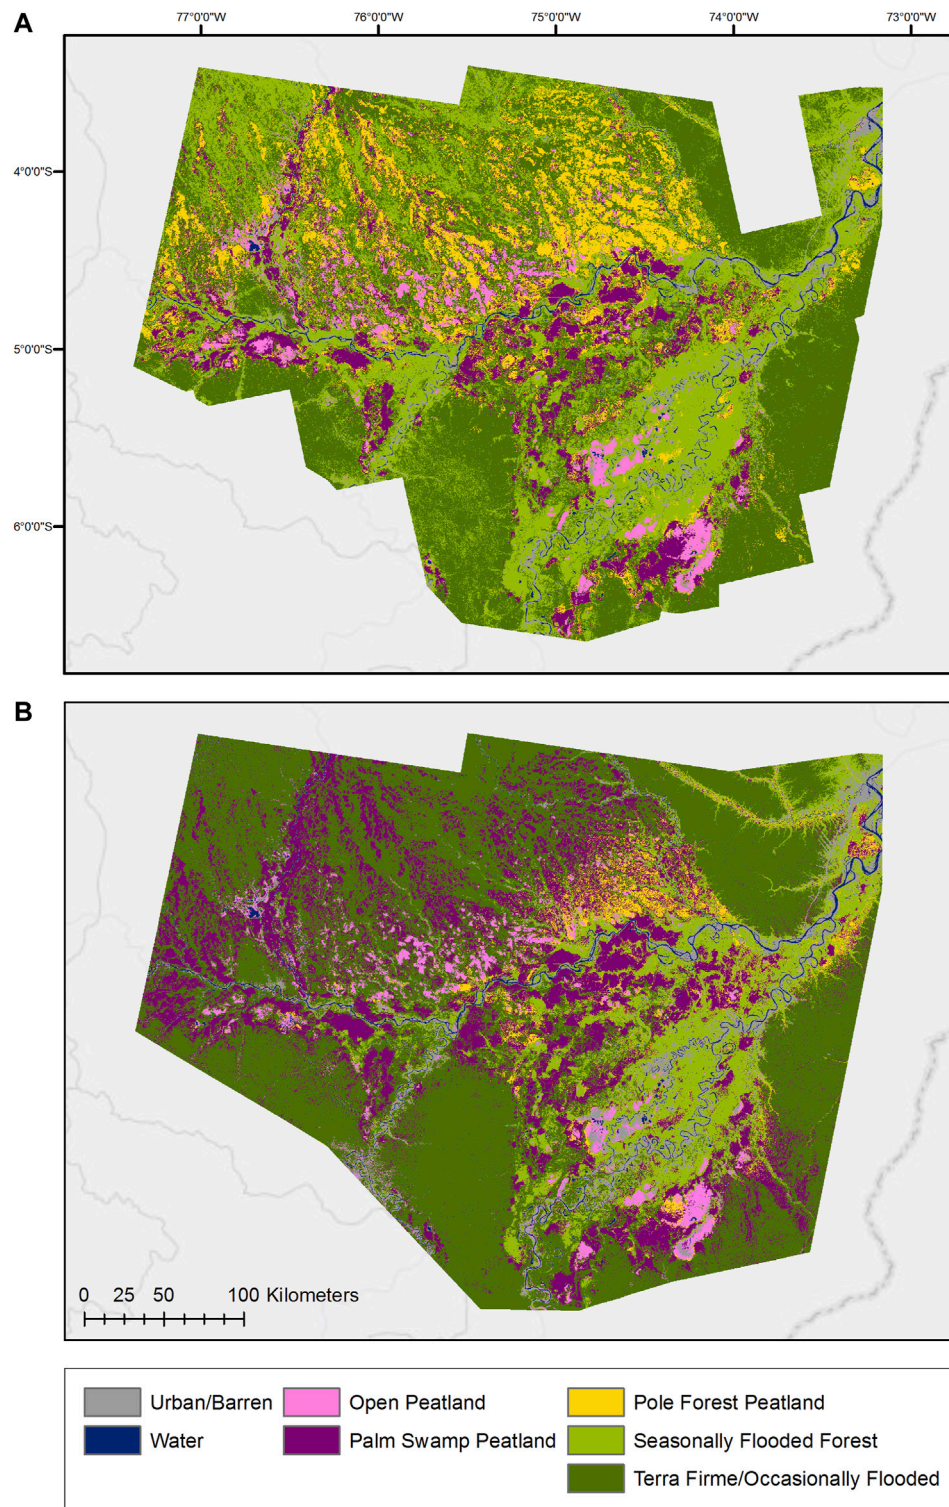 A
77°0'0"W 76°0'0"W 75°0'0"W 74°0'0"W 73°0'0"W
4°0'0"S
5°0'0"S
6°0'0"S
B
0 25 50 100 Kilometers
Urban/Barren Open Peatland Pole Forest Peatland
Water Palm Swamp Peatland Seasonally Flooded Forest
Terra Firme/Occasionally Flooded